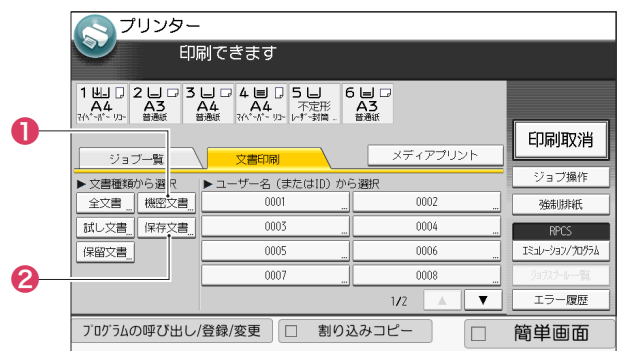 プリンター
印刷できます
1 2 3 4 5 6
A4 A3 A4 A4 不定形 A3
マイペーパー リコー 普通紙 普通紙 マイペーパー リコー レーザー封筒 .. 普通紙
❶
印刷取消
ジョブ一覧 文書印刷 メディアプリント
ジョブ操作
▶文書種類から選択 ▶ユーザー名（またはID）から選択
全文書 機密文書 0001 0002
強制排紙
試し文書 保存文書 0003 0004
RPCS
保留文書 0005 0006
エミュレーション/プログラム
❷
0007 0008
ジョブスプール一覧
1/2 ▲ ▼
エラー履歴
プログラムの呼び出し/登録/変更 割り込みコピー 簡単画面